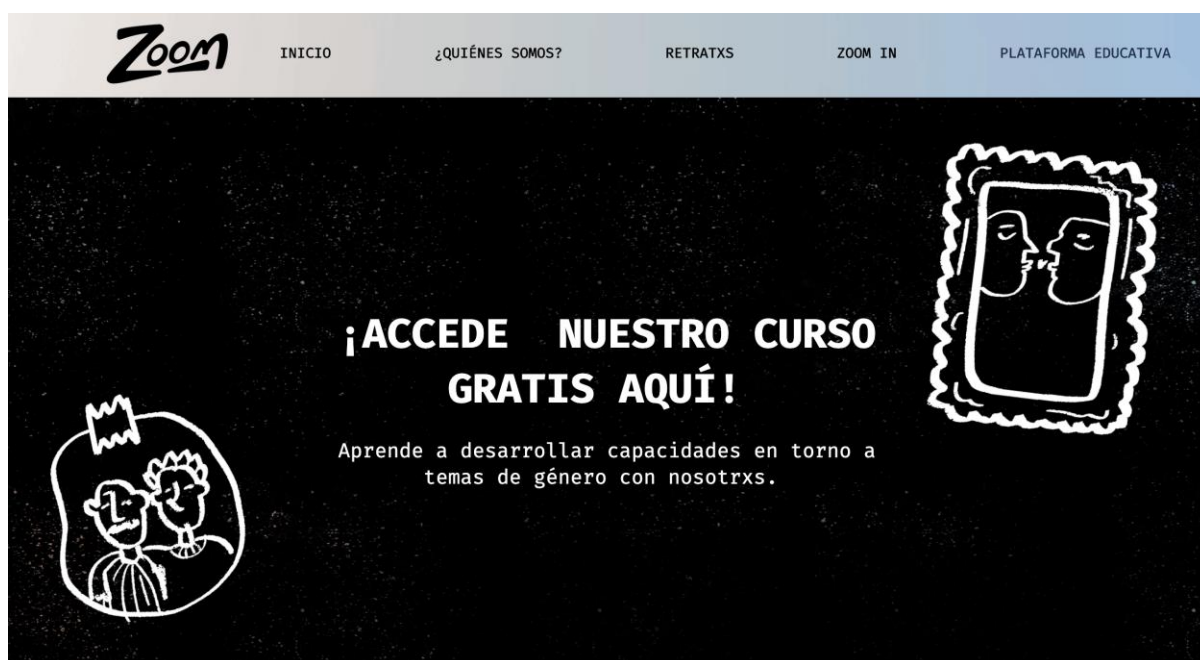 Zoom
INICIO
¿QUIÉNES SOMOS?
RETRATXS
ZOOM IN
PLATAFORMA EDUCATIVA
¡ACCEDE  NUESTRO CURSO
GRATIS AQUÍ!
Aprende a desarrollar capacidades en torno a
temas de género con nosotrxs.